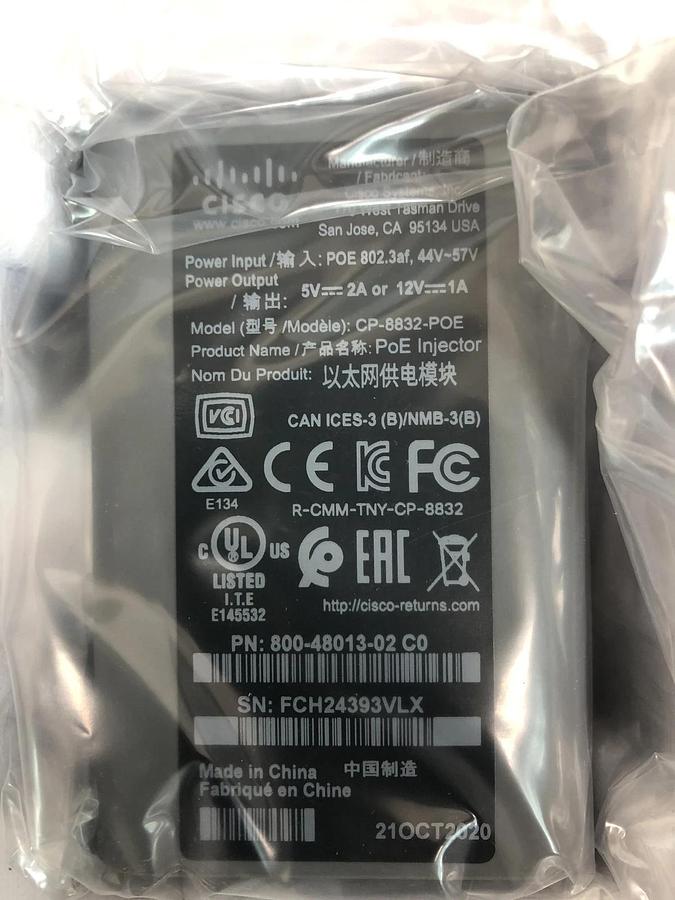 CISCO
www.cisco.com
Manufacturer /制造商
/ Fabricant:
Cisco Systems, Inc.
West Tasman Drive
San Jose, CA 95134 USA
Power Input /输 入: POE 802.3af, 44V~57V
Power Output
/ 输出: 5V⎓2A or 12V⎓1A
Model (型号 /Modèle): CP-8832-POE
Product Name /产品名称: PoE Injector
Nom Du Produit: 以太网供电模块
VCI
CAN ICES-3 (B)/NMB-3(B)
CE KC FC
E134
R-CMM-TNY-CP-8832
C UL US EAC
LISTED
I.T.E
E145532
http://cisco-returns.com
PN: 800-48013-02 C0
SN: FCH24393VLX
Made in China 中国制造
Fabriqué en Chine
21OCT2020